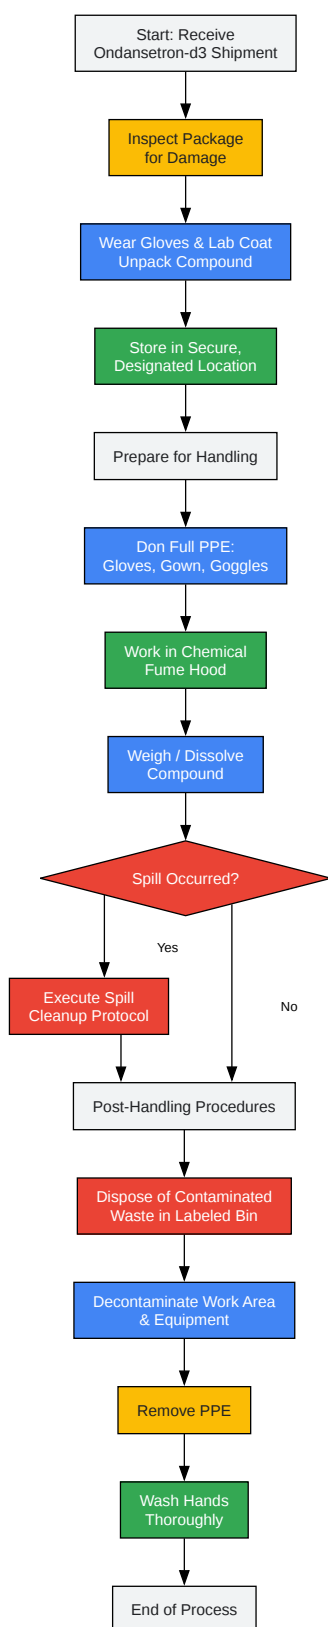 Start: Receive
Ondansetron-d3 Shipment
Inspect Package
for Damage
Wear Gloves & Lab Coat
Unpack Compound
Store in Secure,
Designated Location
Prepare for Handling
Don Full PPE:
Gloves, Gown, Goggles
Work in Chemical
Fume Hood
Weigh / Dissolve
Compound
Spill Occurred?
Yes
Execute Spill
Cleanup Protocol
No
Post-Handling Procedures
Dispose of Contaminated
Waste in Labeled Bin
Decontaminate Work Area
& Equipment
Remove PPE
Wash Hands
Thoroughly
End of Process